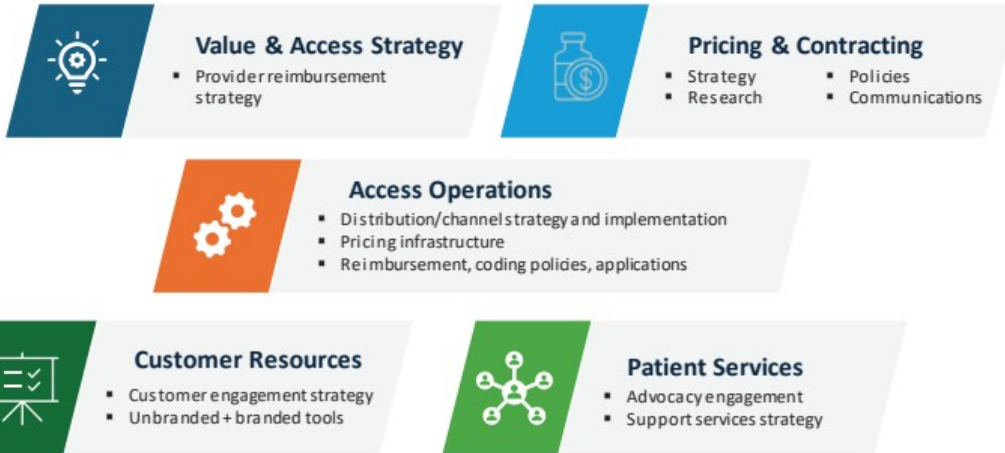 Value & Access Strategy
▪ Provider reimbursement
strategy
Pricing & Contracting
▪ Strategy
▪ Research
▪ Policies
▪ Communications
Access Operations
▪ Distribution/channel strategy and implementation
▪ Pricing infrastructure
▪ Reimbursement, coding policies, applications
Customer Resources
▪ Customer engagement strategy
▪ Unbranded + branded tools
Patient Services
▪ Advocacy engagement
▪ Support services strategy